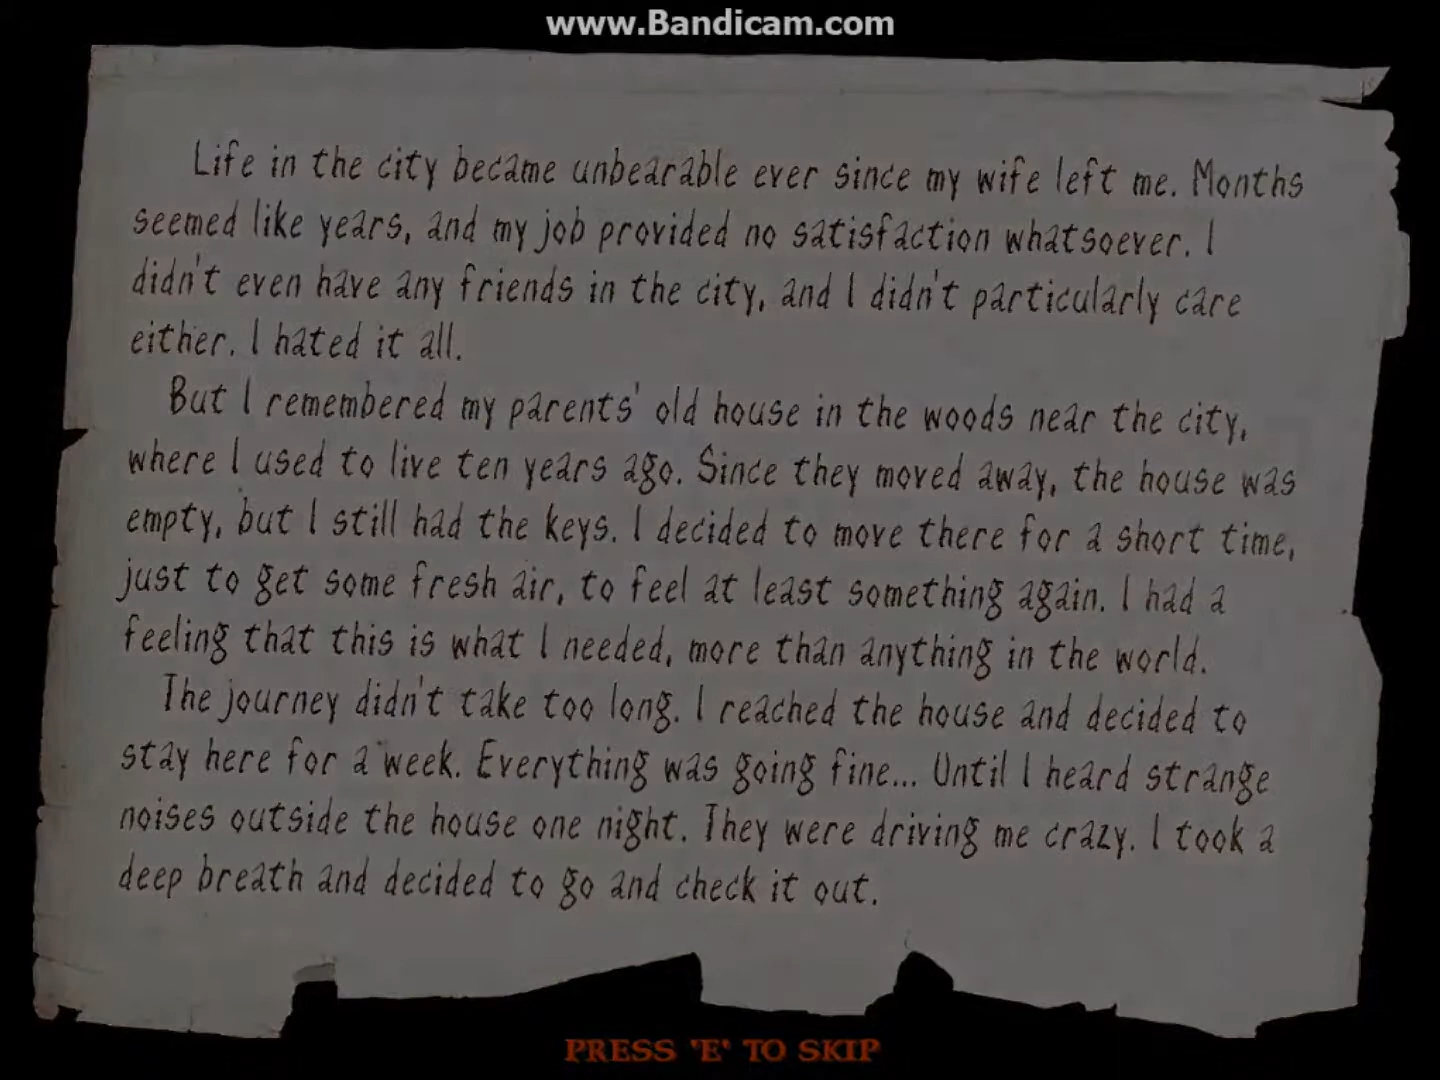 www.Bandicam.com
Life in the city became unbearable ever since my wife left me. Months
seemed like years, and my job provided no satisfaction whatsoever. I
didn't even have any friends in the city, and I didn't particularly care
either. I hated it all.
But I remembered my parents' old house in the woods near the city,
where I used to live ten years ago. Since they moved away, the house was
empty, but I still had the keys. I decided to move there for a short time,
just to get some fresh air, to feel at least something again. I had a
feeling that this is what I needed, more than anything in the world.
The journey didn't take too long. I reached the house and decided to
stay here for a week. Everything was going fine... Until I heard strange
noises outside the house one night. They were driving me crazy. I took a
deep breath and decided to go and check it out.
PRESS 'E' TO SKIP